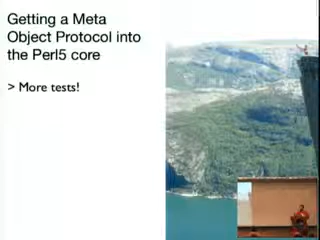 Getting a Meta
Object Protocol into
the Perl5 core
> More tests!